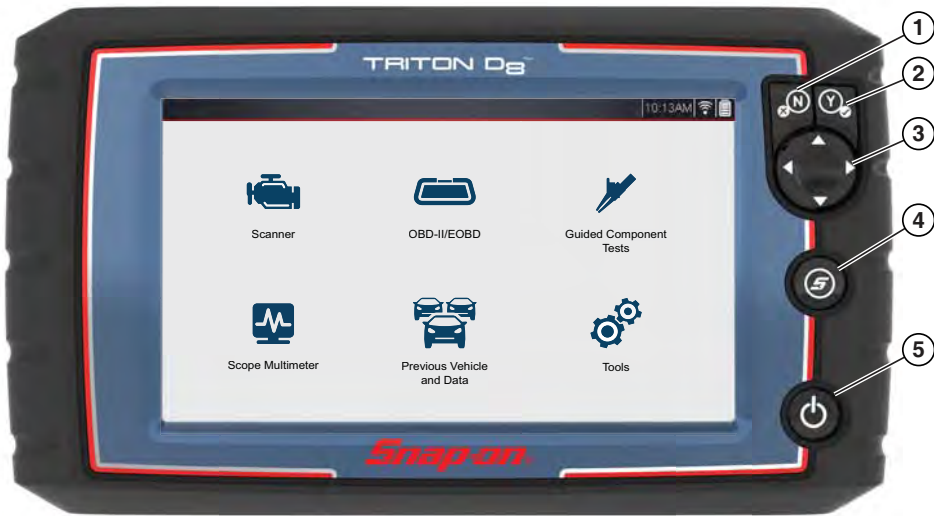 TRITON D8™
10:13AM
N
Y
Scanner
OBD-II/EOBD
Guided Component
Tests
Scope Multimeter
Previous Vehicle
and Data
Tools
Snap-on®
S
1
2
3
4
5